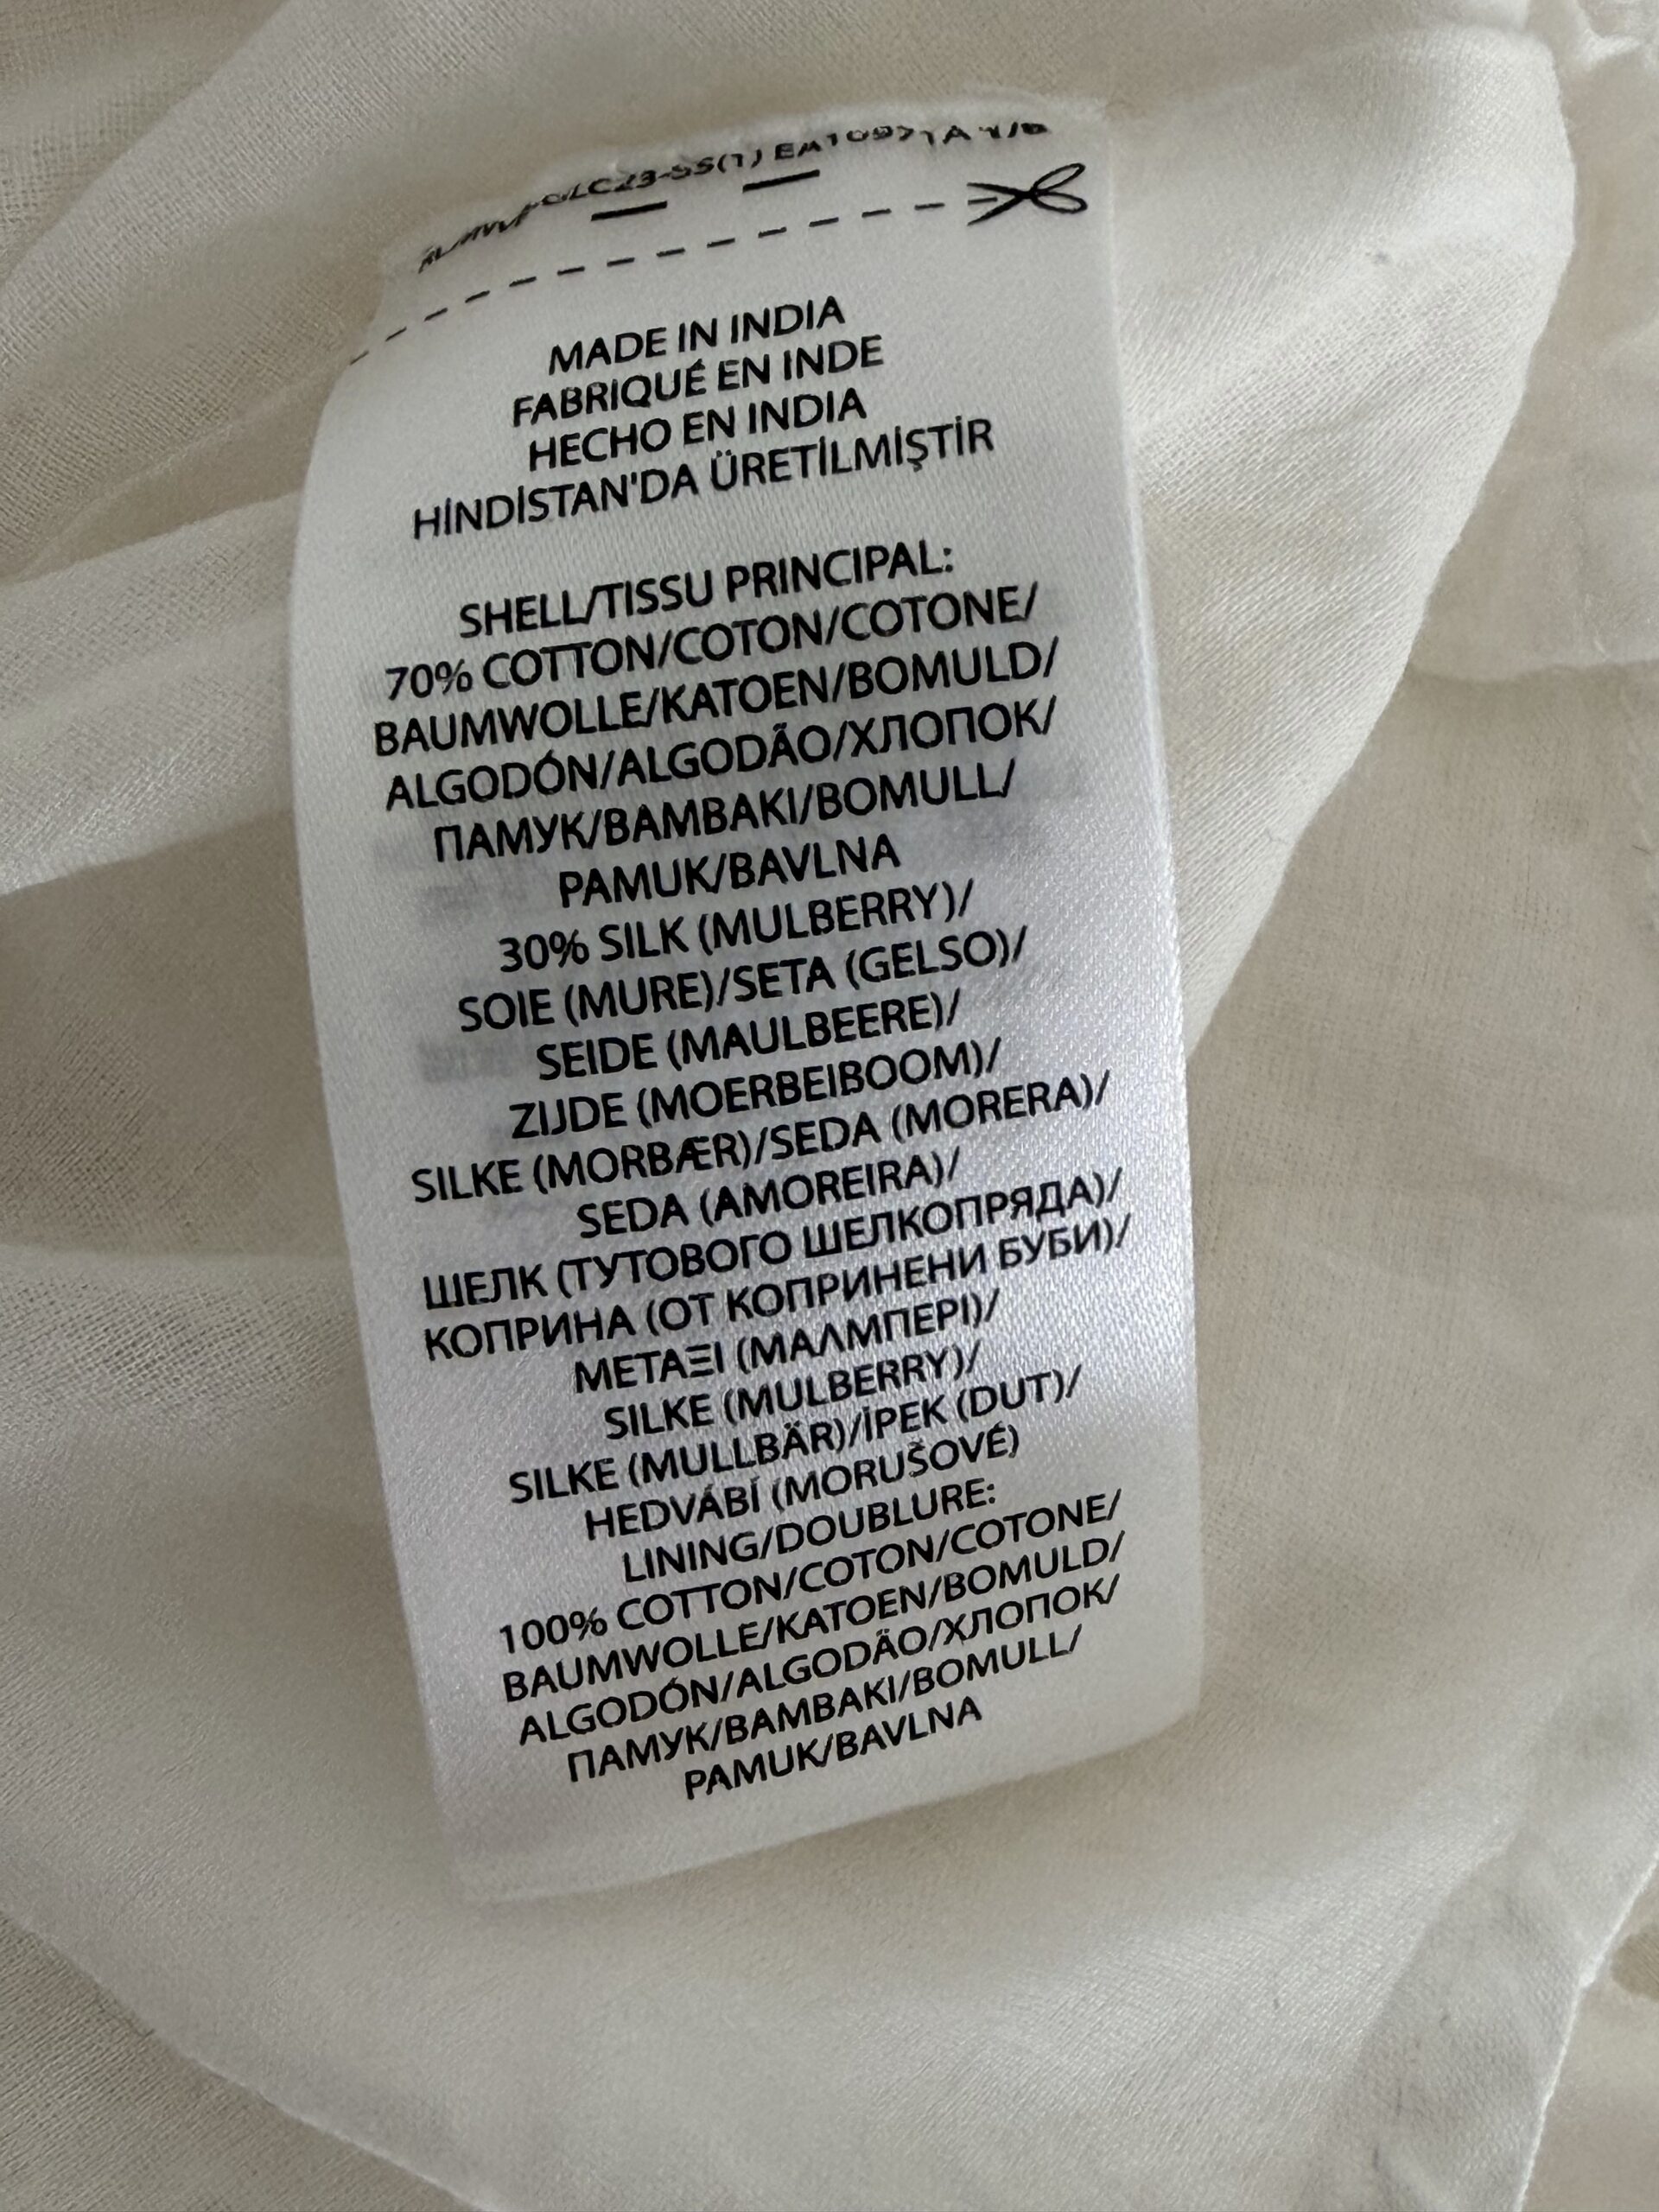 MADE IN INDIA
FABRIQUÉ EN INDE
HECHO EN INDIA
HİNDİSTAN'DA ÜRETİLMİŞTİR
SHELL/TISSU PRINCIPAL:
70% COTTON/COTON/COTONE/
BAUMWOLLE/KATOEN/BOMULD/
ALGODÓN/ALGODÃO/ХЛОПОК/
ПАМУК/ΒΑΜΒΑΚΙ/BOMULL/
PAMUK/BAVLNA
30% SILK (MULBERRY)/
SOIE (MURE)/SETA (GELSO)/
SEIDE (MAULBEERE)/
ZIJDE (MOERBEIBOOM)/
SILKE (MORBÆR)/SEDA (MORERA)/
SEDA (AMOREIRA)/
ШЕЛК (ТУТОВОГО ШЕЛКОПРЯДА)/
КОПРИНА (ОТ КОПРИНЕНИ БУБИ)/
ΜΕΤΑΞΙ (ΜΑΛΜΠΕΡΙ)/
SILKE (MULBERRY)/
SILKE (MULLBÄR)/İPEK (DUT)/
HEDVÁBÍ (MORUŠOVÉ)
LINING/DOUBLURE:
100% COTTON/COTON/COTONE/
BAUMWOLLE/KATOEN/BOMULD/
ALGODÓN/ALGODÃO/ХЛОПОК/
ПАМУК/ΒΑΜΒΑΚΙ/BOMULL/
PAMUK/BAVLNA